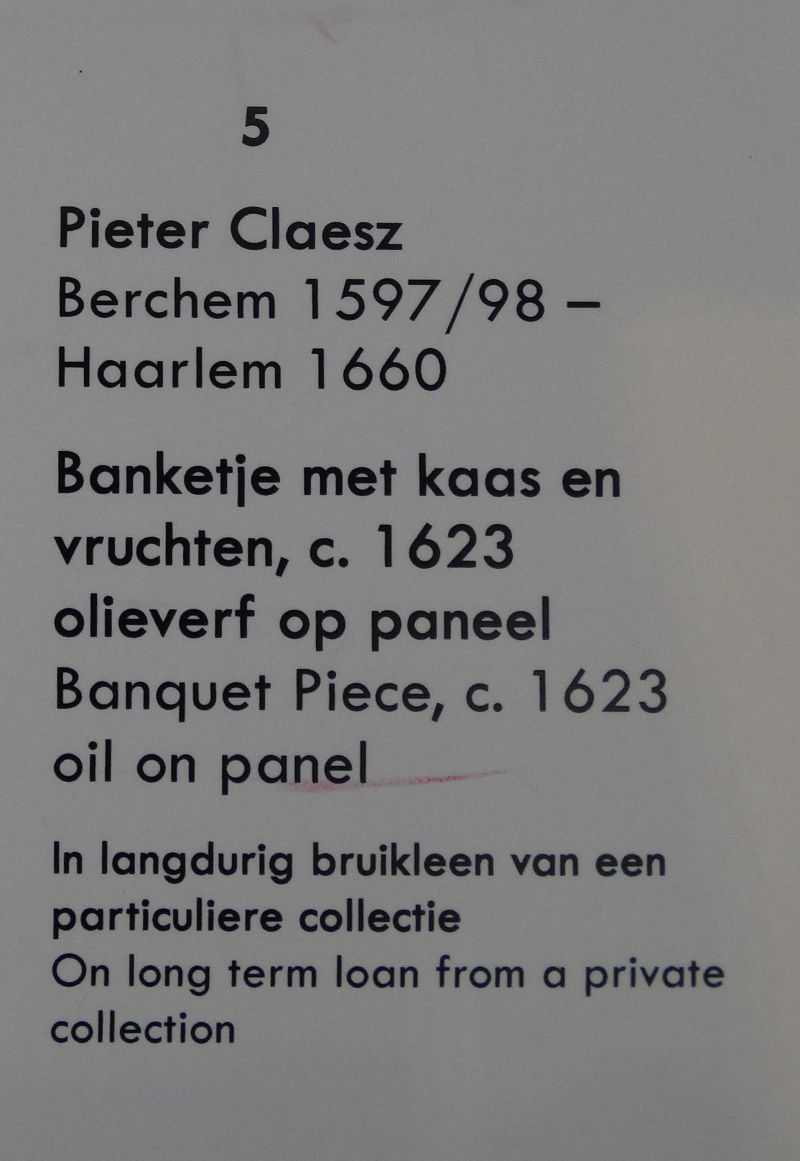 5
Pieter Claesz
Berchem 1597/98 –
Haarlem 1660
Banketje met kaas en
vruchten, c. 1623
olieverf op paneel
Banquet Piece, c. 1623
oil on panel
In langdurig bruikleen van een
particuliere collectie
On long term loan from a private
collection